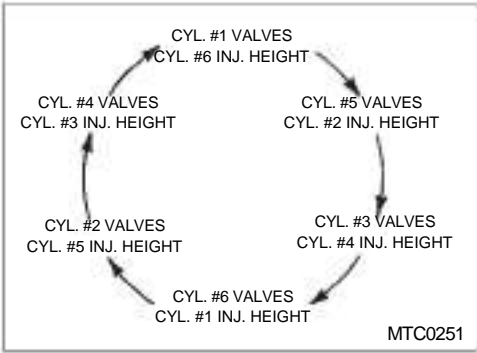 CYL. #1 VALVES
CYL. #6 INJ. HEIGHT
CYL. #5 VALVES
CYL. #2 INJ. HEIGHT
CYL. #3 VALVES
CYL. #4 INJ. HEIGHT
CYL. #6 VALVES
CYL. #1 INJ. HEIGHT
CYL. #2 VALVES
CYL. #5 INJ. HEIGHT
CYL. #4 VALVES
CYL. #3 INJ. HEIGHT
MTC0251